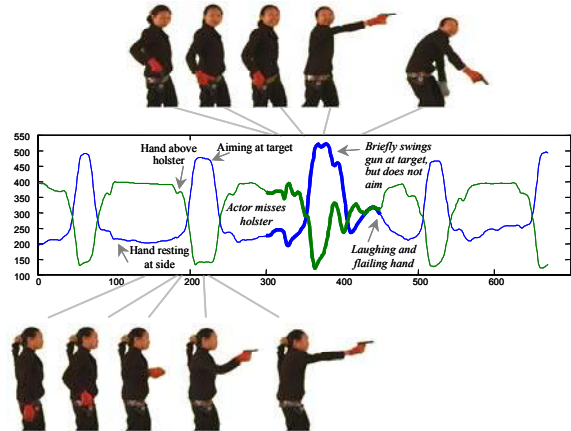 550
500
450
400
350
300
250
200
150
100
0
100
200
300
400
500
600
Hand above
holster
Aiming at target
Briefly swings
gun at target,
but does not
aim
Actor misses
holster
Hand resting
at side
Laughing and
flailing hand